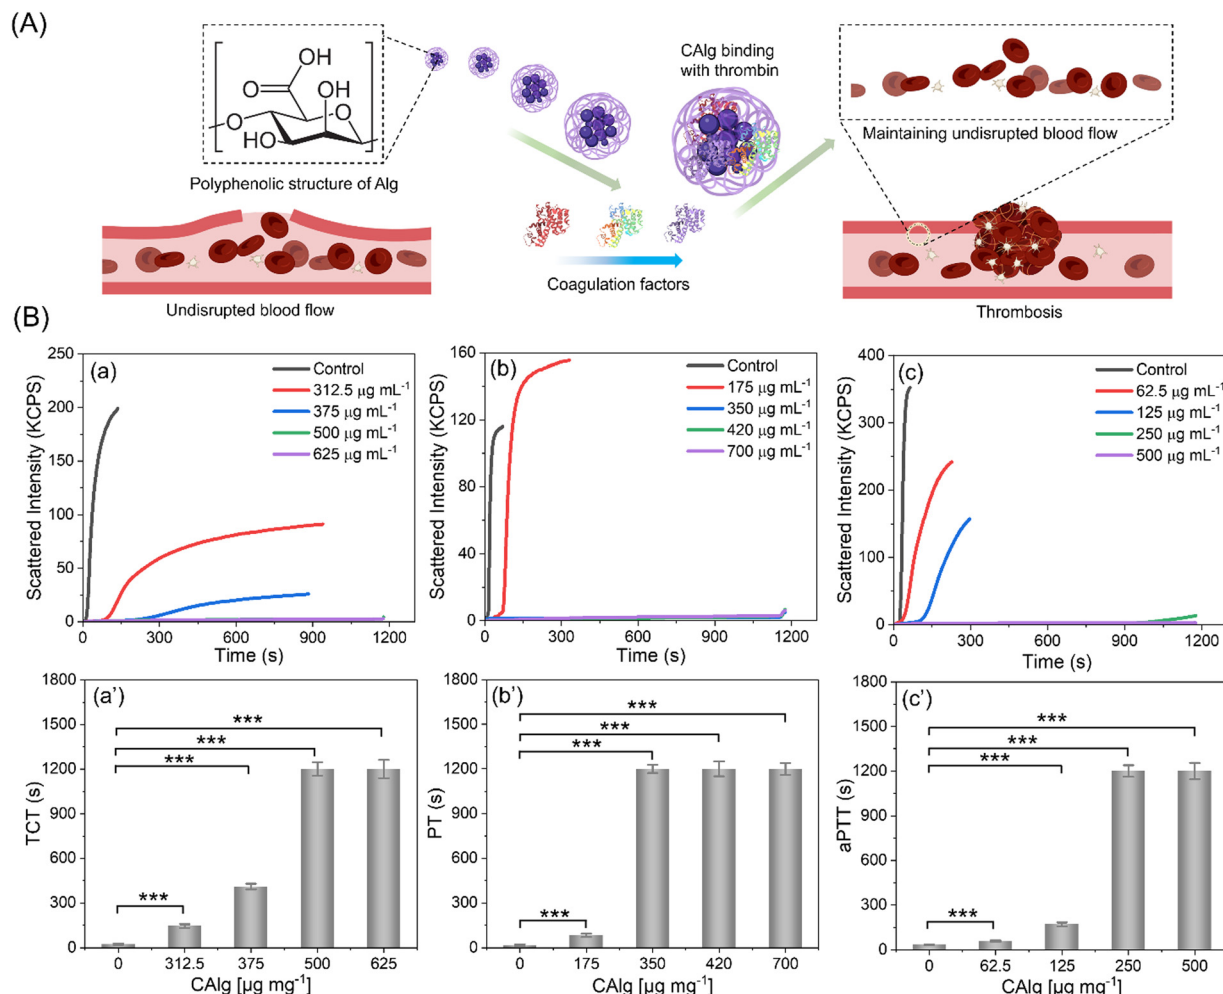 (A)
OH
O
OH
O
O
HO
HO
CAlg binding
with thrombin
Maintaining undisrupted blood flow
Polyphenolic structure of Alg
Coagulation factors
Undisrupted blood flow
Thrombosis
(B)
(a)
Scattered Intensity (KCPS)
250
200
150
100
50
0
0 300 600 900 1200
Time (s)
Control
312.5 µg mL⁻¹
375 µg mL⁻¹
500 µg mL⁻¹
625 µg mL⁻¹
(b)
Scattered Intensity (KCPS)
160
120
80
40
0
0 300 600 900 1200
Time (s)
Control
175 µg mL⁻¹
350 µg mL⁻¹
420 µg mL⁻¹
700 µg mL⁻¹
(c)
Scattered Intensity (KCPS)
400
300
200
100
0
0 300 600 900 1200
Time (s)
Control
62.5 µg mL⁻¹
125 µg mL⁻¹
250 µg mL⁻¹
500 µg mL⁻¹
(a')
TCT (s)
1800
1500
1200
900
600
300
0
***
***
***
***
0 312.5 375 500 625
CAlg [µg mg⁻¹]
(b')
PT (s)
1800
1500
1200
900
600
300
0
***
***
***
***
0 175 350 420 700
CAlg [µg mg⁻¹]
(c')
aPTT (s)
1800
1500
1200
900
600
300
0
***
***
***
***
0 62.5 125 250 500
CAlg [µg mg⁻¹]